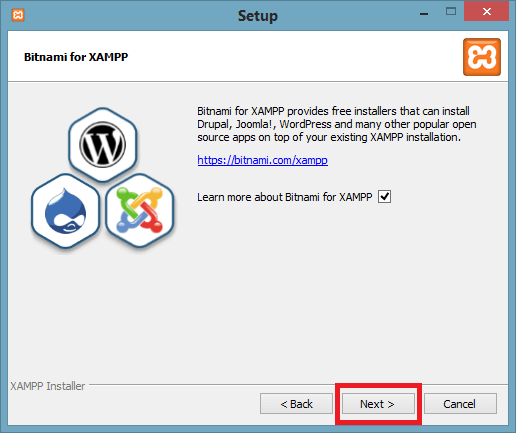 Setup
Bitnami for XAMPP
Bitnami for XAMPP provides free installers that can install
Drupal, Joomla!, WordPress and many other popular open
source apps on top of your existing XAMPP installation.
https://bitnami.com/xampp
Learn more about Bitnami for XAMPP
XAMPP Installer
< Back
Next >
Cancel